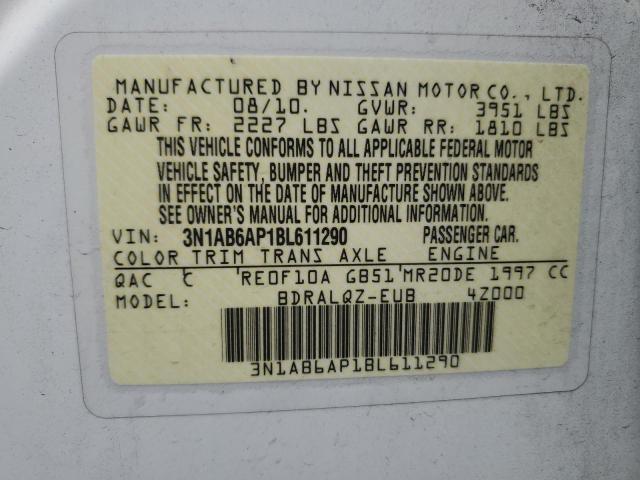 MANUFACTURED BY NISSAN MOTOR CO., LTD.
DATE: 08/10. GVWR: 3951 LBS
GAWR FR: 2227 LBS GAWR RR: 1810 LBS
THIS VEHICLE CONFORMS TO ALL APPLICABLE FEDERAL MOTOR
VEHICLE SAFETY, BUMPER AND THEFT PREVENTION STANDARDS
IN EFFECT ON THE DATE OF MANUFACTURE SHOWN ABOVE.
SEE OWNER'S MANUAL FOR ADDITIONAL INFORMATION.
VIN: 3N1AB6AP1BL611290 PASSENGER CAR.
COLOR TRIM TRANS AXLE ENGINE
QAC C RE0F10A GB51 MR20DE 1997 CC
MODEL: BDRALQZ-EUB 4Z000
3N1AB6AP1BL611290